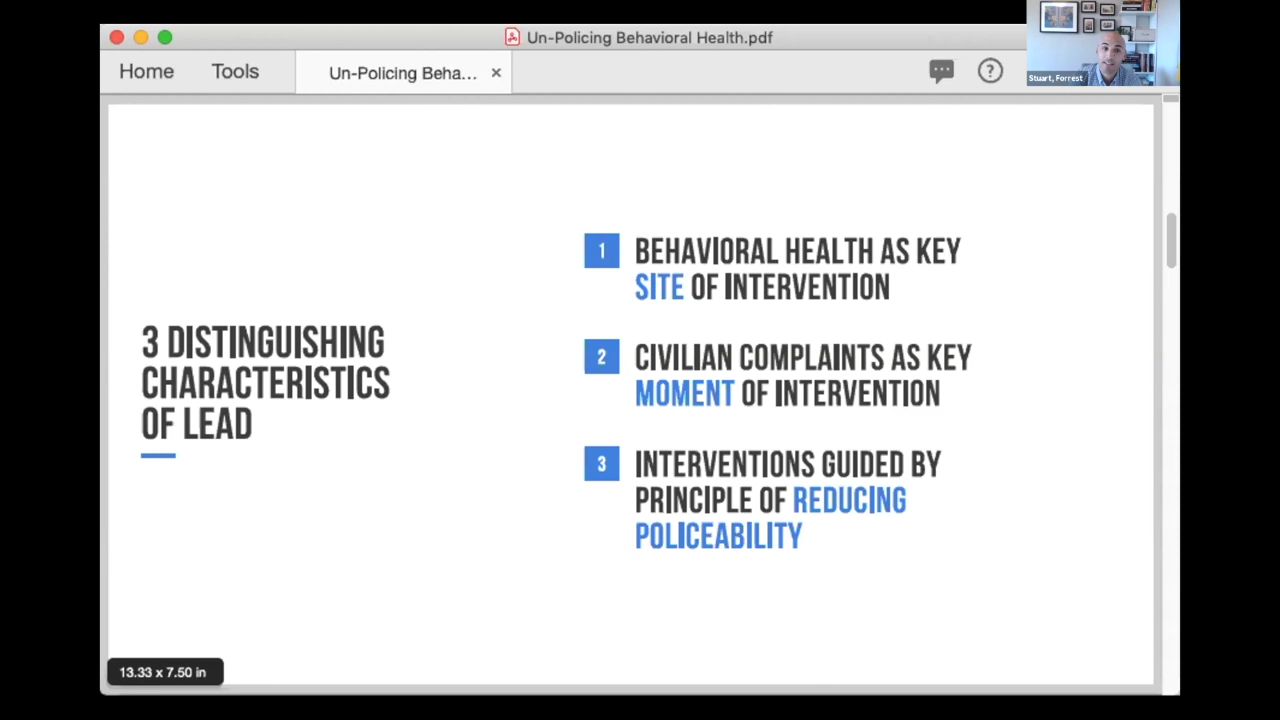 Un-Policing Behavioral Health.pdf
Home
Tools
Un-Policing Beha...
Stuart, Forrest
3 DISTINGUISHING
CHARACTERISTICS
OF LEAD
1
BEHAVIORAL HEALTH AS KEY
SITE OF INTERVENTION
2
CIVILIAN COMPLAINTS AS KEY
MOMENT OF INTERVENTION
3
INTERVENTIONS GUIDED BY
PRINCIPLE OF REDUCING
POLICEABILITY
13.33 x 7.50 in